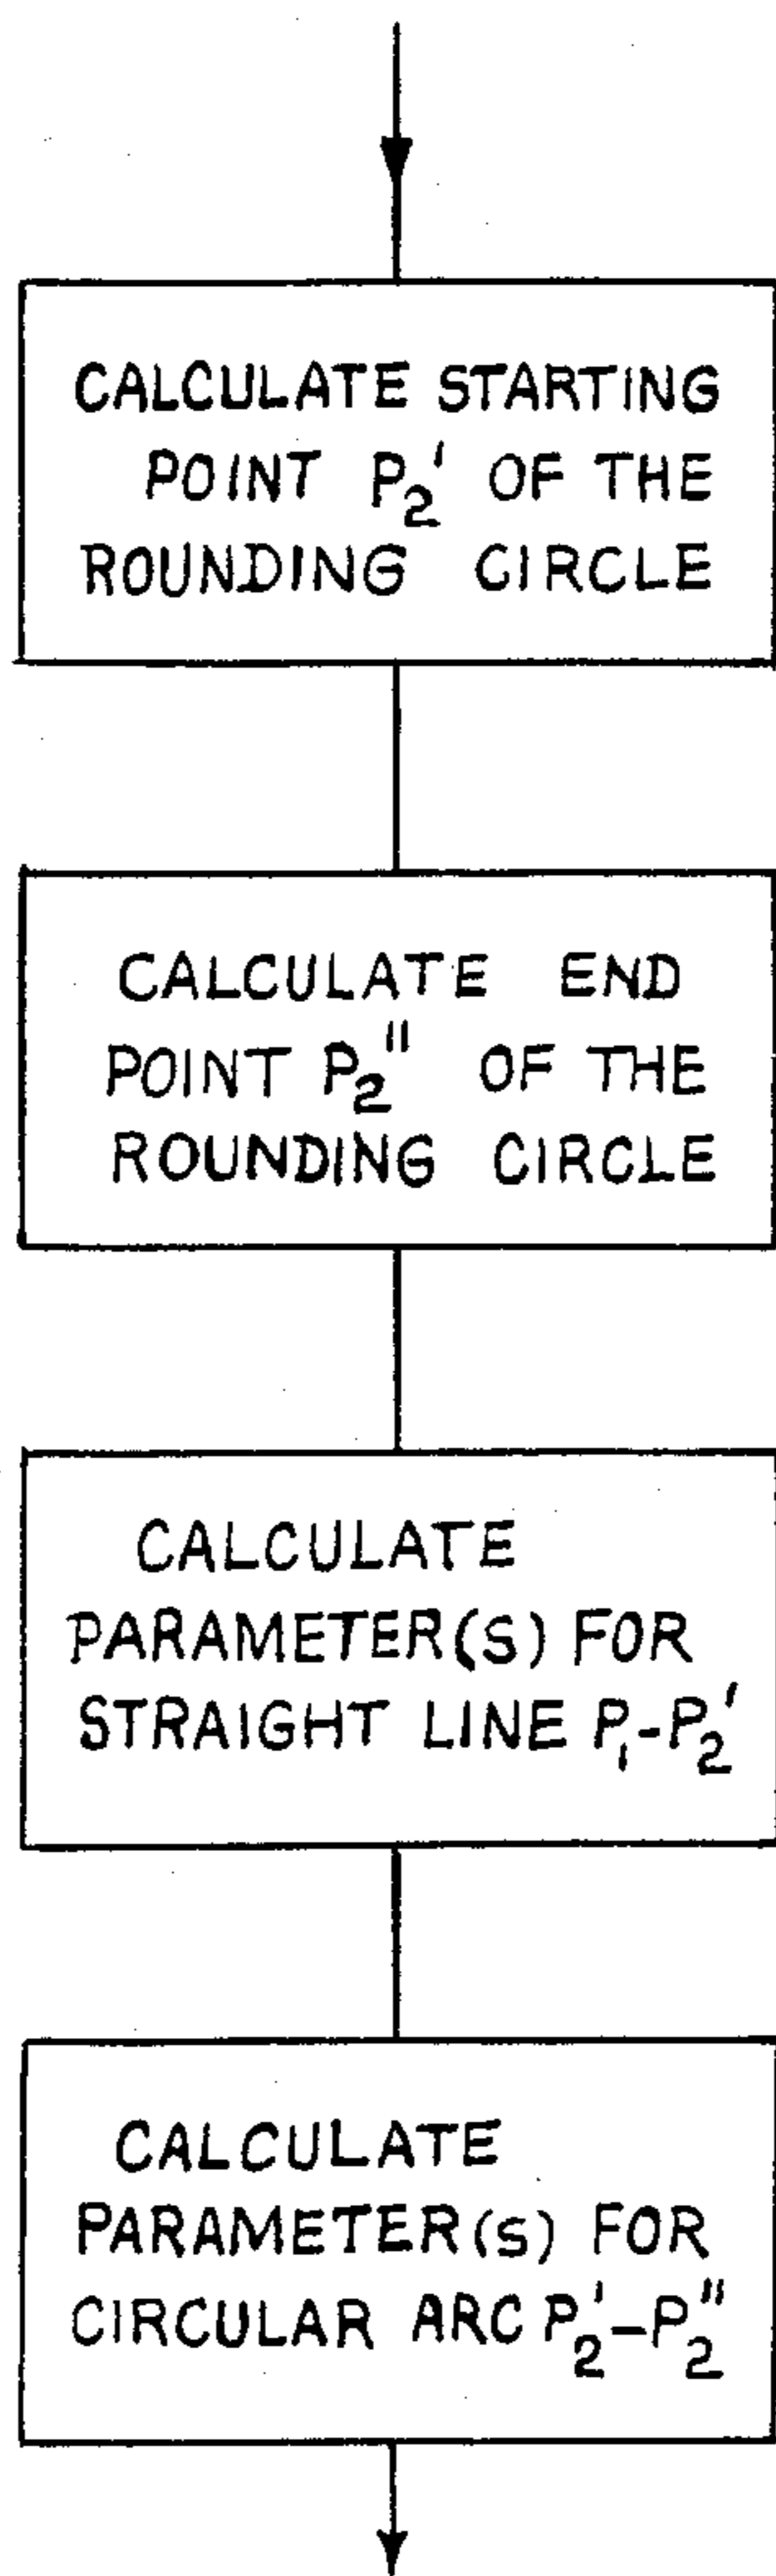 CALCULATE STARTING
POINT P₂' OF THE
ROUNDING CIRCLE
CALCULATE END
POINT P₂" OF THE
ROUNDING CIRCLE
CALCULATE
PARAMETER(S) FOR
STRAIGHT LINE P₁-P₂'
CALCULATE
PARAMETER(S) FOR
CIRCULAR ARC P₂'-P₂"